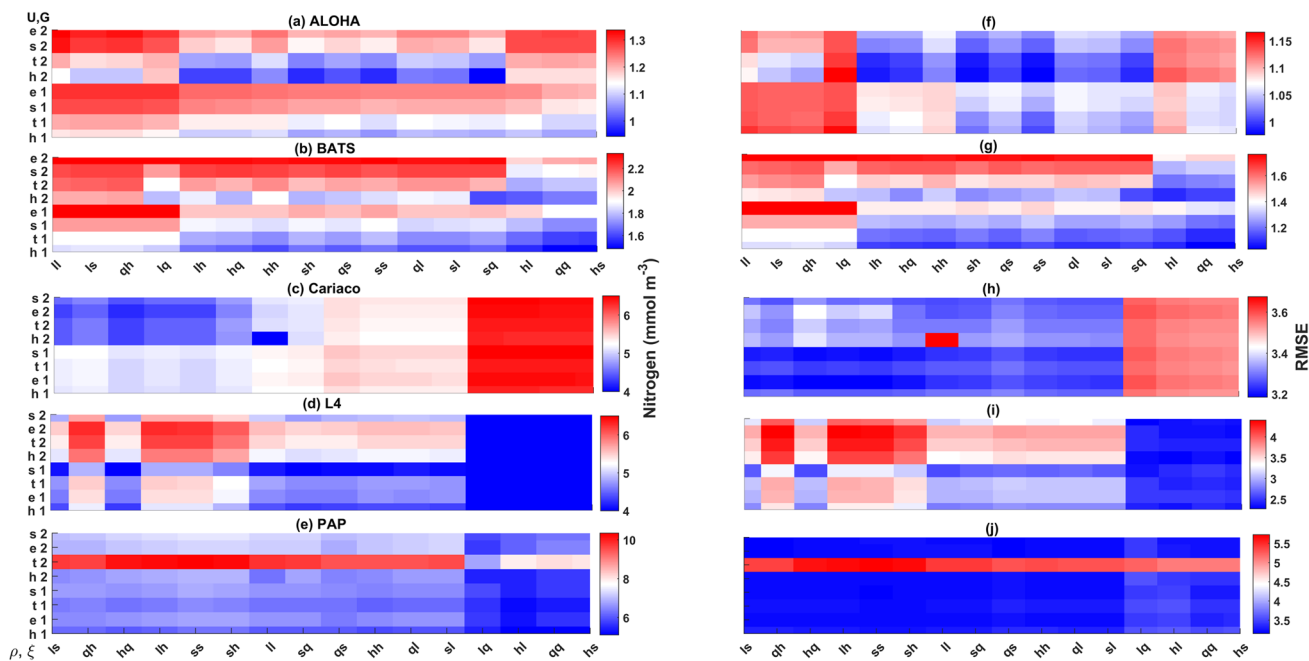 U,G
(a) ALOHA
e 2
s 2
t 2
h 2
e 1
s 1
t 1
h 1
1.3
1.2
1.1
1
(f)
1.15
1.1
1.05
1
(b) BATS
e 2
s 2
t 2
h 2
e 1
s 1
t 1
h 1
2.2
2
1.8
1.6
(g)
1.6
1.4
1.2
ll ls qh lq lh hq hh sh qs ss ql sl sq hl qq hs
ll ls qh lq lh hq hh sh qs ss ql sl sq hl qq hs
(c) Cariaco
s 2
e 2
t 2
h 2
s 1
t 1
e 1
h 1
6
5
4
Nitrogen (mmol m⁻³)
(h)
3.6
3.4
3.2
RMSE
(d) L4
s 2
e 2
t 2
h 2
s 1
t 1
e 1
h 1
6
5
4
(i)
4
3.5
3
2.5
(e) PAP
s 2
e 2
t 2
h 2
s 1
t 1
e 1
h 1
10
8
6
(j)
5.5
5
4.5
4
3.5
ρ, ξ
ls qh hq lh ss sh ll sq qs hh ql sl lq hl qq hs
ls qh hq lh ss sh ll sq qs hh ql sl lq hl qq hs